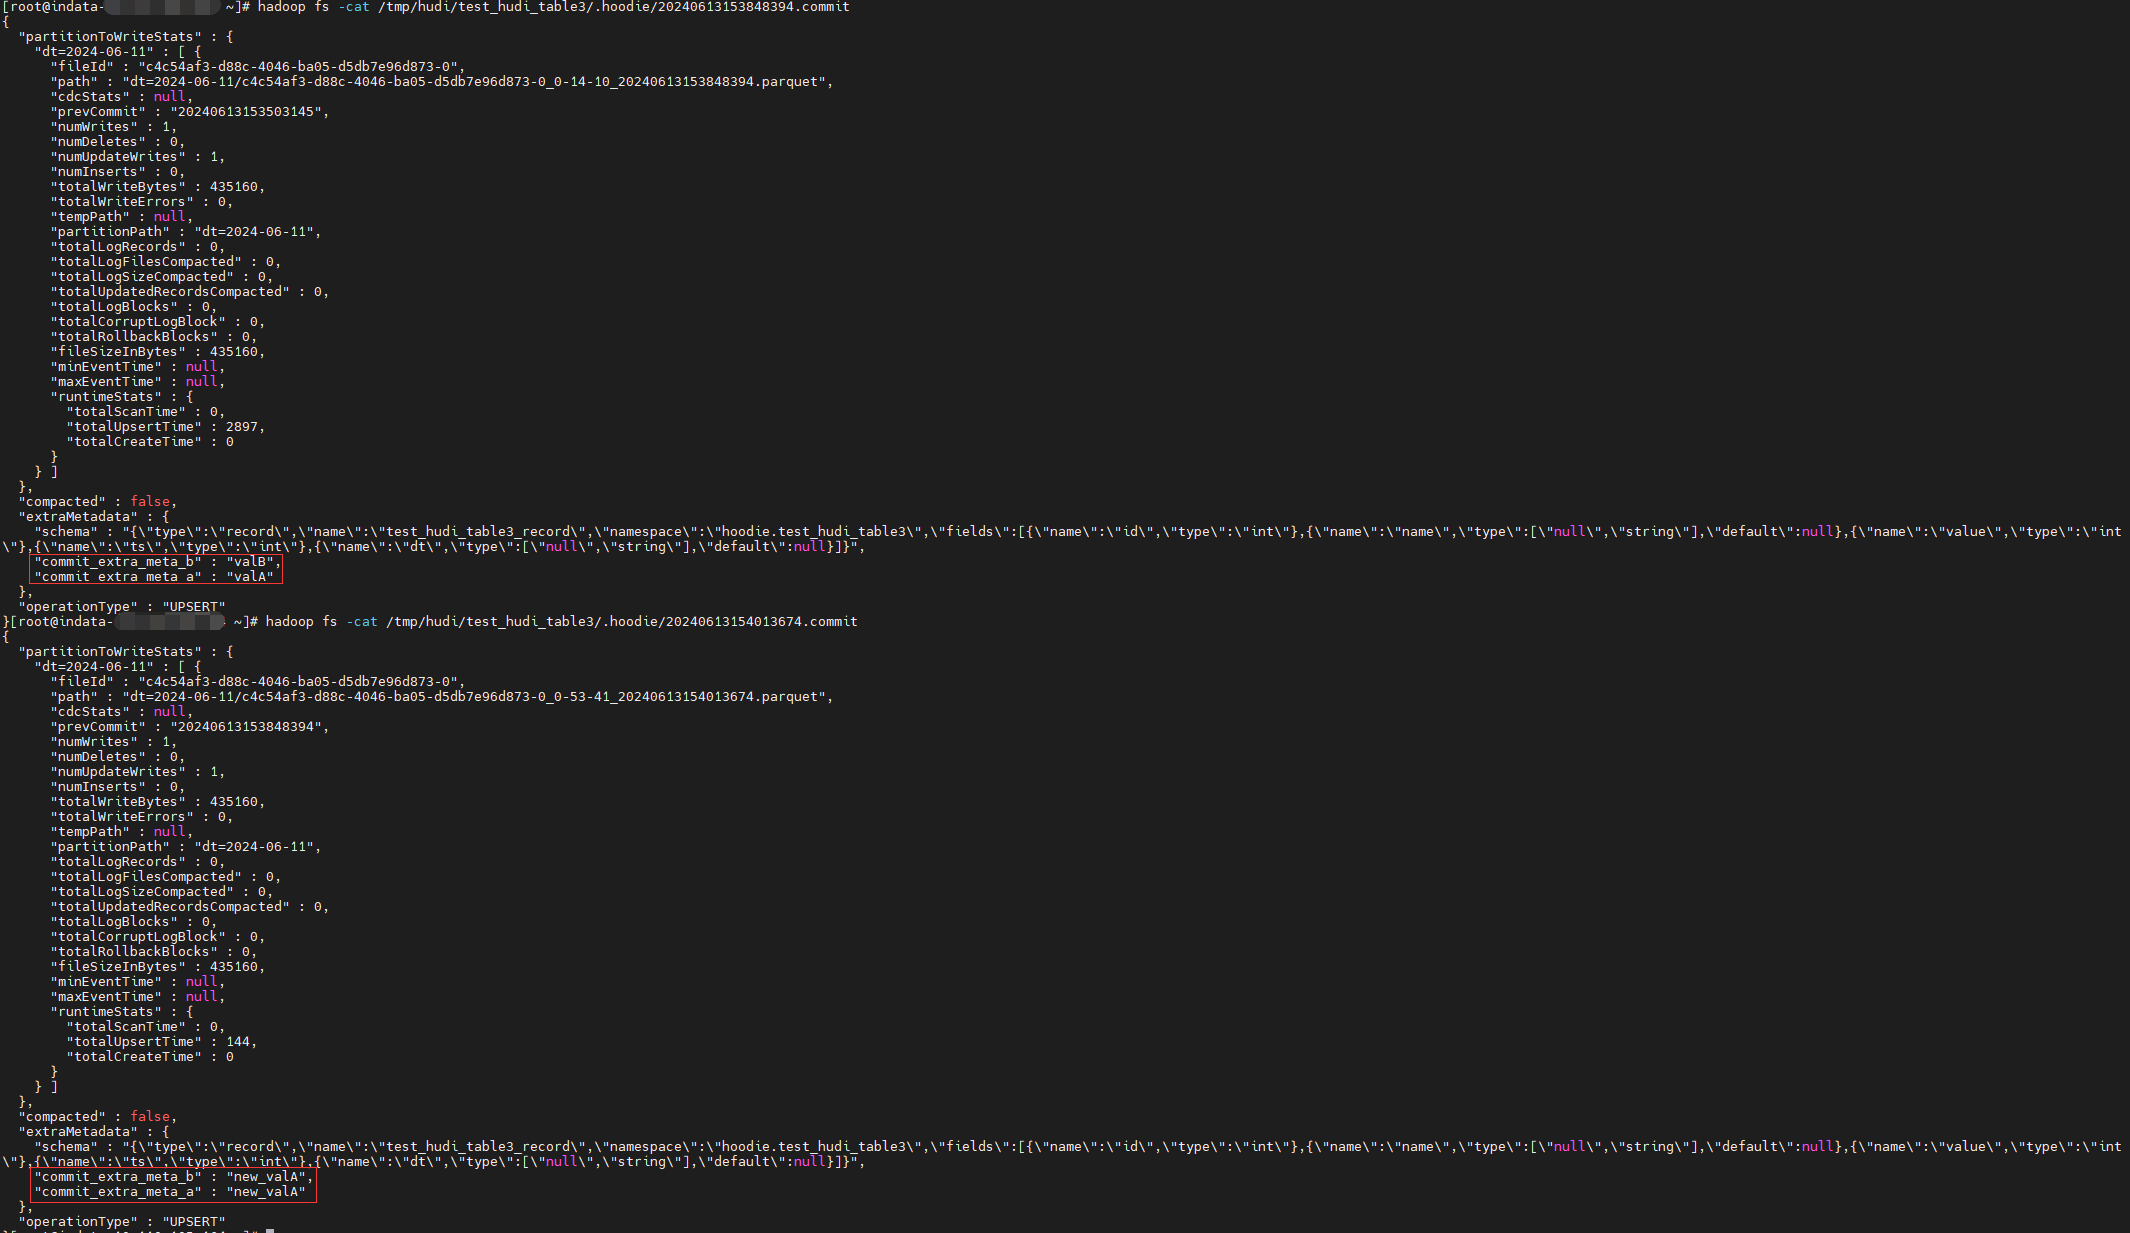 [root@indata- ~]# hadoop fs -cat /tmp/hudi/test_hudi_table3/.hoodie/20240613153848394.commit
{
  "partitionToWriteStats" : {
    "dt=2024-06-11" : [ {
      "fileId" : "c4c54af3-d88c-4046-ba05-d5db7e96d873-0",
      "path" : "dt=2024-06-11/c4c54af3-d88c-4046-ba05-d5db7e96d873-0_0-14-10_20240613153848394.parquet",
      "cdcStats" : null,
      "prevCommit" : "20240613153503145",
      "numWrites" : 1,
      "numDeletes" : 0,
      "numUpdateWrites" : 1,
      "numInserts" : 0,
      "totalWriteBytes" : 435160,
      "totalWriteErrors" : 0,
      "tempPath" : null,
      "partitionPath" : "dt=2024-06-11",
      "totalLogRecords" : 0,
      "totalLogFilesCompacted" : 0,
      "totalLogSizeCompacted" : 0,
      "totalUpdatedRecordsCompacted" : 0,
      "totalLogBlocks" : 0,
      "totalCorruptLogBlock" : 0,
      "totalRollbackBlocks" : 0,
      "fileSizeInBytes" : 435160,
      "minEventTime" : null,
      "maxEventTime" : null,
      "runtimeStats" : {
        "totalScanTime" : 0,
        "totalUpsertTime" : 2897,
        "totalCreateTime" : 0
      }
    } ]
  },
  "compacted" : false,
  "extraMetadata" : {
    "schema" : "{\"type\":\"record\",\"name\":\"test_hudi_table3_record\",\"namespace\":\"hoodie.test_hudi_table3\",\"fields\":[{\"name\":\"id\",\"type\":\"int\"},{\"name\":\"name\",\"type\":[\"null\",\"string\"],\"default\":null},{\"name\":\"value\",\"type\":\"int
\"},{\"name\":\"ts\",\"type\":\"int\"},{\"name\":\"dt\",\"type\":[\"null\",\"string\"],\"default\":null}]}",
    "commit_extra_meta_b" : "valB",
    "commit_extra_meta_a" : "valA"
  },
  "operationType" : "UPSERT"
}[root@indata- ~]# hadoop fs -cat /tmp/hudi/test_hudi_table3/.hoodie/20240613154013674.commit
{
  "partitionToWriteStats" : {
    "dt=2024-06-11" : [ {
      "fileId" : "c4c54af3-d88c-4046-ba05-d5db7e96d873-0",
      "path" : "dt=2024-06-11/c4c54af3-d88c-4046-ba05-d5db7e96d873-0_0-53-41_20240613154013674.parquet",
      "cdcStats" : null,
      "prevCommit" : "20240613153848394",
      "numWrites" : 1,
      "numDeletes" : 0,
      "numUpdateWrites" : 1,
      "numInserts" : 0,
      "totalWriteBytes" : 435160,
      "totalWriteErrors" : 0,
      "tempPath" : null,
      "partitionPath" : "dt=2024-06-11",
      "totalLogRecords" : 0,
      "totalLogFilesCompacted" : 0,
      "totalLogSizeCompacted" : 0,
      "totalUpdatedRecordsCompacted" : 0,
      "totalLogBlocks" : 0,
      "totalCorruptLogBlock" : 0,
      "totalRollbackBlocks" : 0,
      "fileSizeInBytes" : 435160,
      "minEventTime" : null,
      "maxEventTime" : null,
      "runtimeStats" : {
        "totalScanTime" : 0,
        "totalUpsertTime" : 144,
        "totalCreateTime" : 0
      }
    } ]
  },
  "compacted" : false,
  "extraMetadata" : {
    "schema" : "{\"type\":\"record\",\"name\":\"test_hudi_table3_record\",\"namespace\":\"hoodie.test_hudi_table3\",\"fields\":[{\"name\":\"id\",\"type\":\"int\"},{\"name\":\"name\",\"type\":[\"null\",\"string\"],\"default\":null},{\"name\":\"value\",\"type\":\"int
\"},{\"name\":\"ts\",\"type\":\"int\"},{\"name\":\"dt\",\"type\":[\"null\",\"string\"],\"default\":null}]}",
    "commit_extra_meta_b" : "new_valA",
    "commit_extra_meta_a" : "new_valA"
  },
  "operationType" : "UPSERT"